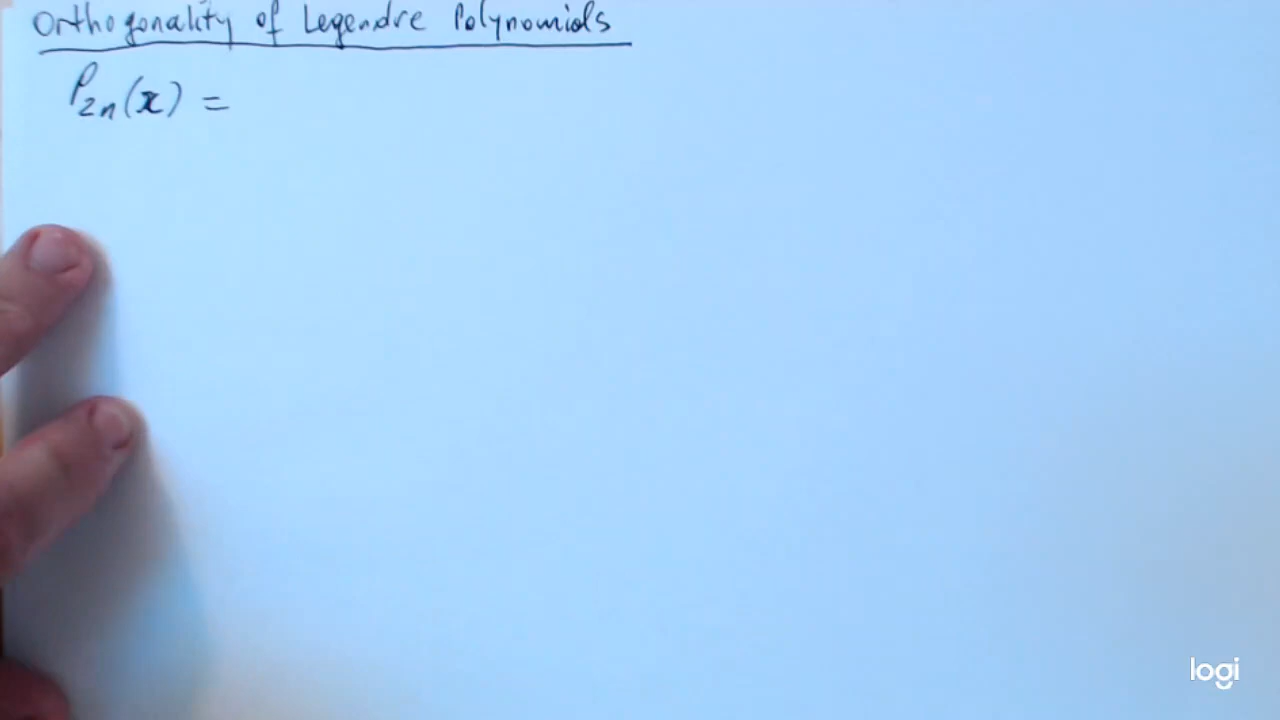 Orthogonality of Legendre Polynomials
P₂ₙ(x) =
logi